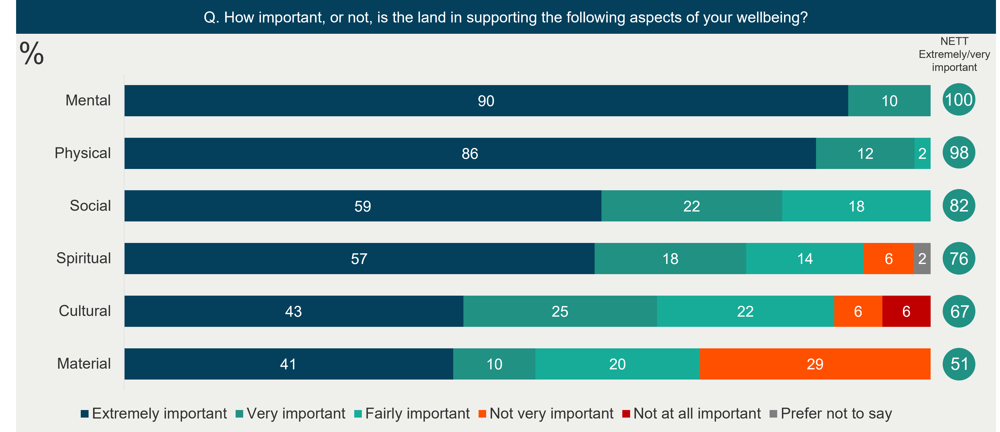 Q. How important, or not, is the land in supporting the following aspects of your wellbeing?
%
NETT
Extremely/very
important
Mental 90 10 100
Physical 86 12 2 98
Social 59 22 18 82
Spiritual 57 18 14 6 2 76
Cultural 43 25 22 6 6 67
Material 41 10 20 29 51
Extremely important Very important Fairly important Not very important Not at all important Prefer not to say